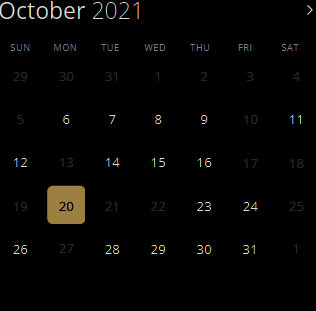 October 2021
SUN MON TUE WED THU FRI SAT
29 30 31 1 2 3 4
5 6 7 8 9 10 11
12 13 14 15 16 17 18
19 20 21 22 23 24 25
26 27 28 29 30 31 1